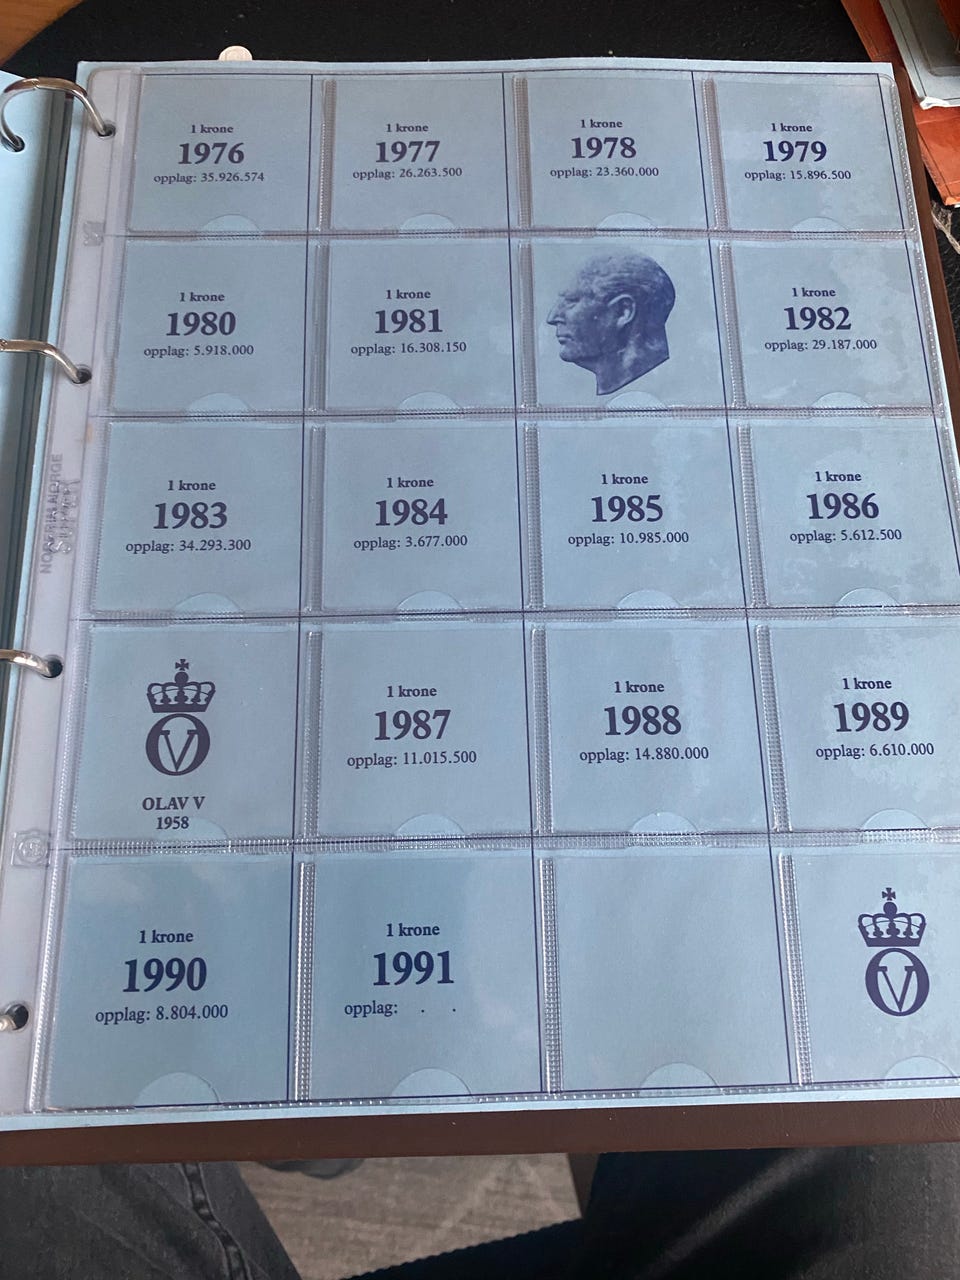 1 krone
1976
opplag: 35.926.574
1 krone
1977
opplag: 26.263.500
1 krone
1978
opplag: 23.360.000
1 krone
1979
opplag: 15.896.500
1 krone
1980
opplag: 5.918.000
1 krone
1981
opplag: 16.308.150
1 krone
1982
opplag: 29.187.000
1 krone
1983
opplag: 34.293.300
1 krone
1984
opplag: 3.677.000
1 krone
1985
opplag: 10.985.000
1 krone
1986
opplag: 5.612.500
OLAV V
1958
1 krone
1987
opplag: 11.015.500
1 krone
1988
opplag: 14.880.000
1 krone
1989
opplag: 6.610.000
1 krone
1990
opplag: 8.804.000
1 krone
1991
opplag: . .